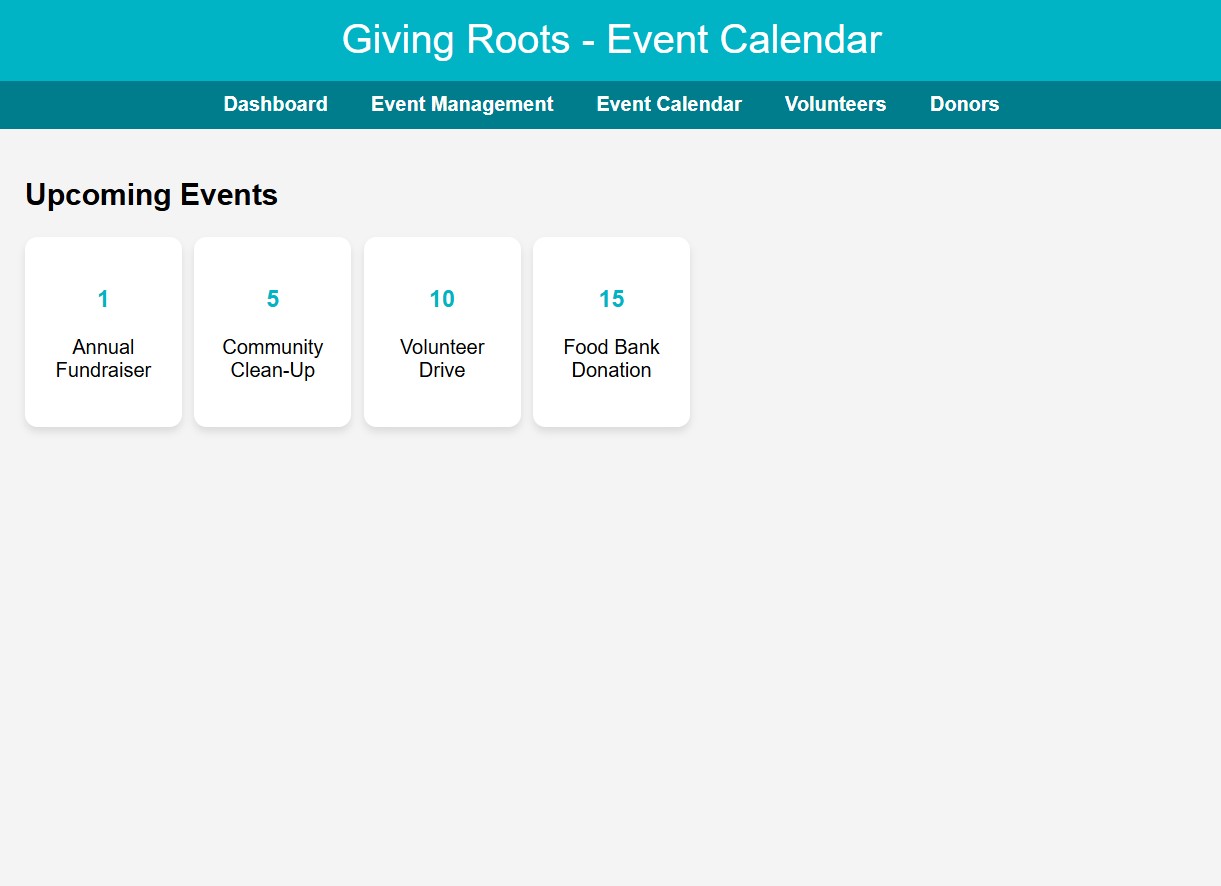 Giving Roots - Event Calendar
Dashboard Event Management Event Calendar Volunteers Donors
Upcoming Events
1
Annual
Fundraiser
5
Community
Clean-Up
10
Volunteer
Drive
15
Food Bank
Donation